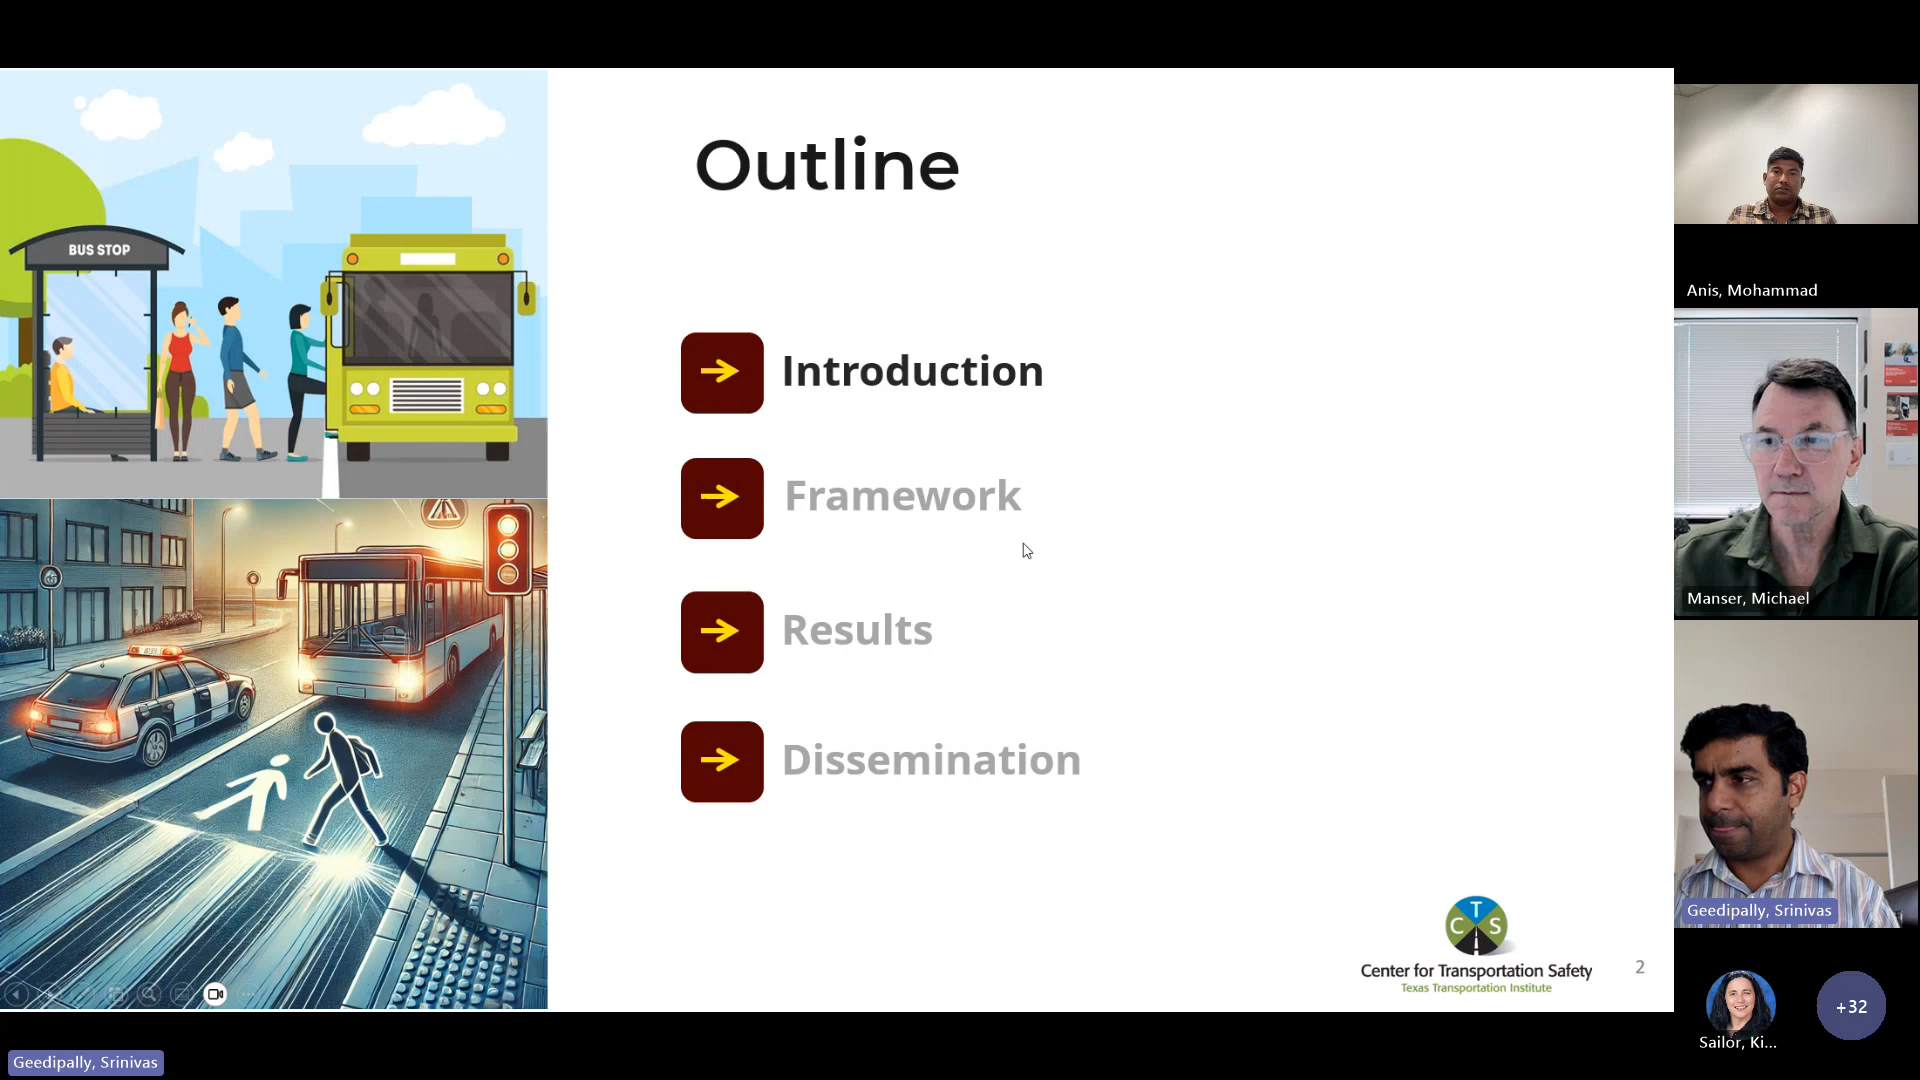 BUS STOP
Outline
Introduction
Framework
Results
Dissemination
C T S
Center for Transportation Safety
Texas Transportation Institute
2
Anis, Mohammad
Manser, Michael
Geedipally, Srinivas
Sailor, Ki...
+32
Geedipally, Srinivas